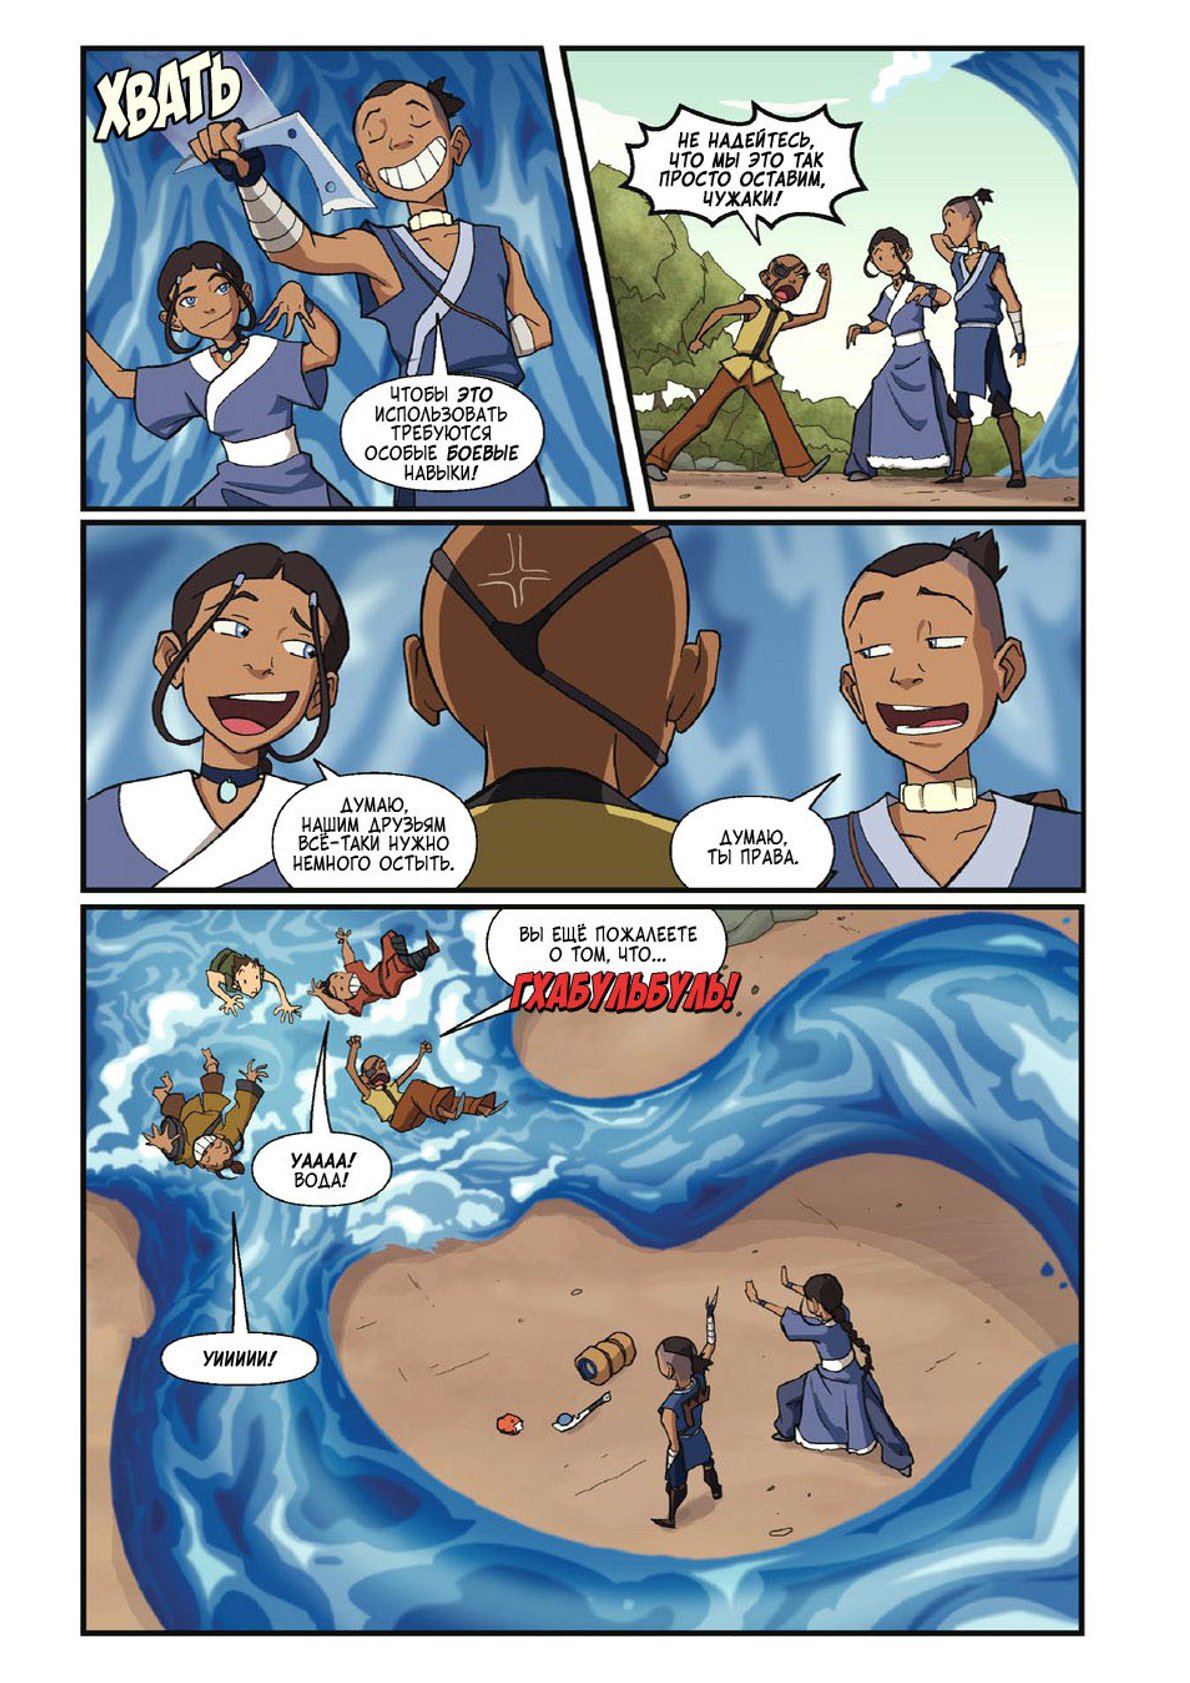 ХВАТЬ
ЧТОБЫ ЭТО
ИСПОЛЬЗОВАТЬ
ТРЕБУЮТСЯ
ОСОБЫЕ БОЕВЫЕ
НАВЫКИ!
НЕ НАДЕЙТЕСЬ,
ЧТО МЫ ЭТО ТАК
ПРОСТО ОСТАВИМ,
ЧУЖАКИ!
ДУМАЮ,
НАШИМ ДРУЗЬЯМ
ВСЁ-ТАКИ НУЖНО
НЕМНОГО ОСТЫТЬ.
ДУМАЮ,
ТЫ ПРАВА.
ВЫ ЕЩЁ ПОЖАЛЕЕТЕ
О ТОМ, ЧТО...
ГХАБУЛЬБУЛЬ!
УАААА!
ВОДА!
УИИИИИ!